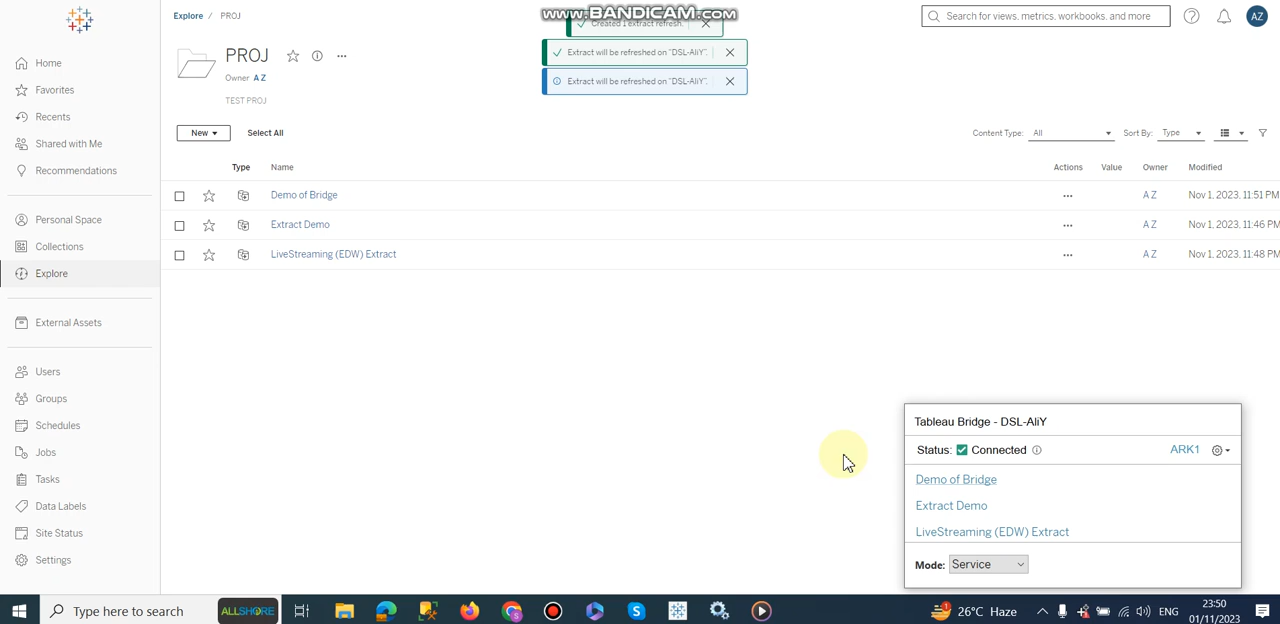 www.BANDICAM.com
Explore / PROJ
Search for views, metrics, workbooks, and more
AZ
Created 1 extract refresh.
PROJ
Extract will be refreshed on "DSL-AliY".
Owner A Z
Extract will be refreshed on "DSL-AliY".
TEST PROJ
Home
Favorites
Recents
Shared with Me
Recommendations
Personal Space
Collections
Explore
External Assets
Users
Groups
Schedules
Jobs
Tasks
Data Labels
Site Status
Settings
New
Select All
Content Type: All
Sort By: Type
Type Name Actions Value Owner Modified
Demo of Bridge A Z Nov 1, 2023, 11:51 PM
Extract Demo A Z Nov 1, 2023, 11:46 PM
LiveStreaming (EDW) Extract A Z Nov 1, 2023, 11:48 PM
Tableau Bridge - DSL-AliY
Status: Connected ARK1
Demo of Bridge
Extract Demo
LiveStreaming (EDW) Extract
Mode: Service
Type here to search
ALLSHORE
1
26°C Haze
ENG
23:50
01/11/2023